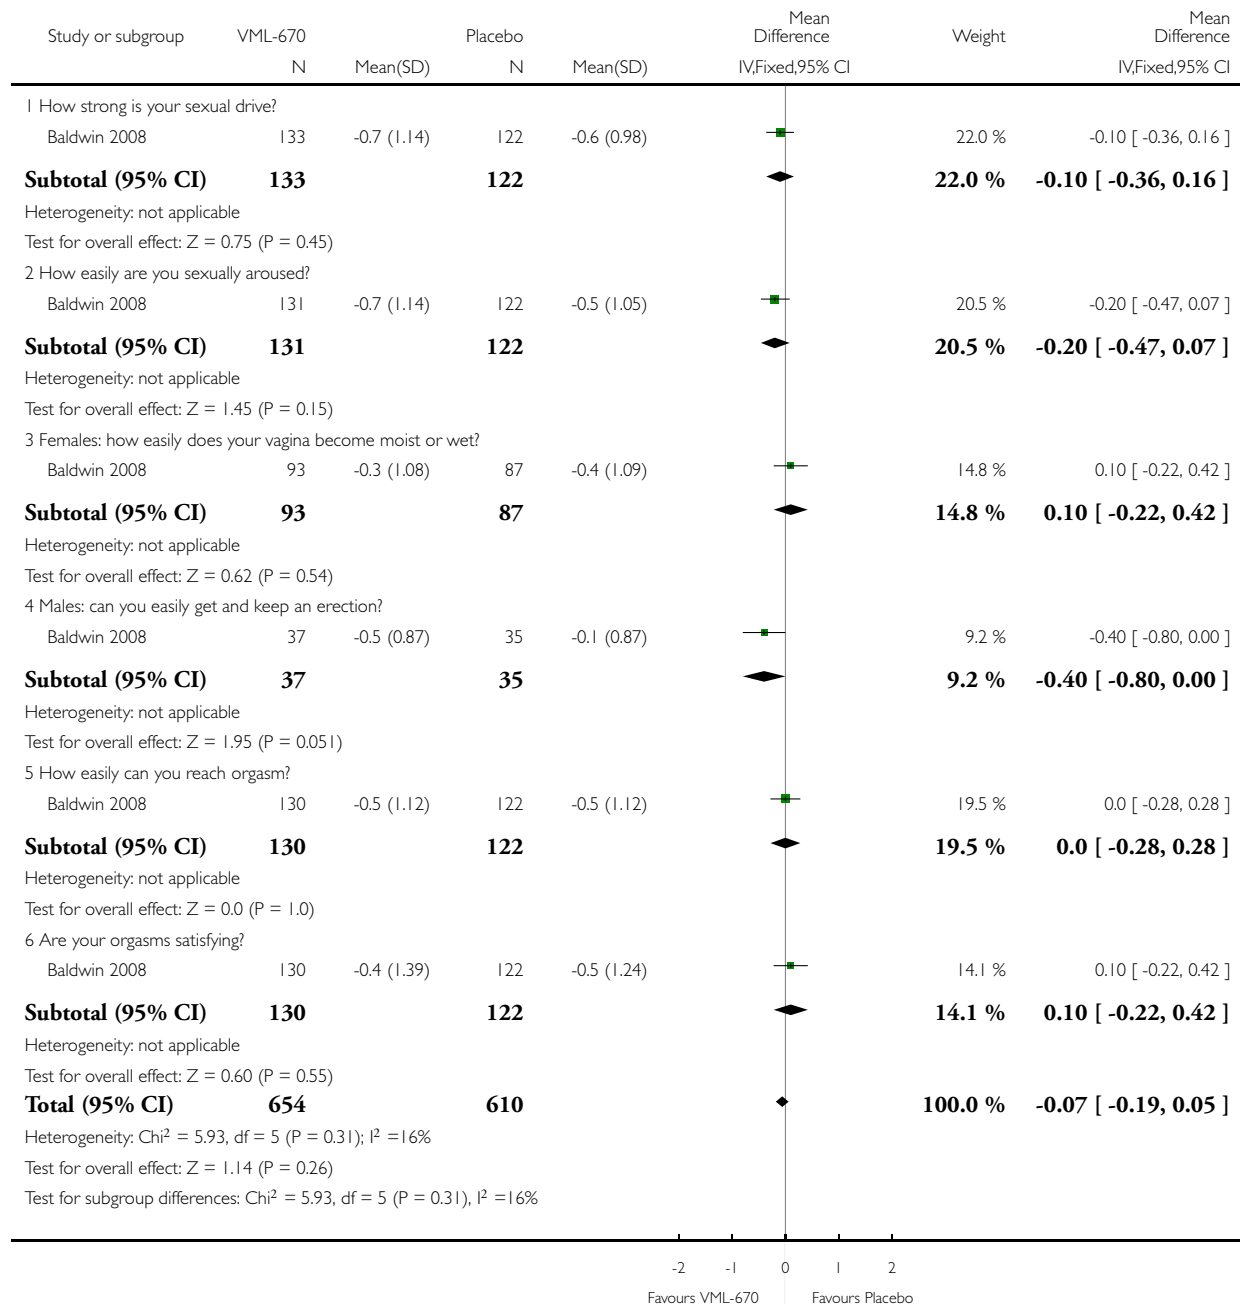 Study or subgroup VML-670 Placebo Mean Difference Weight Mean Difference
N Mean(SD) N Mean(SD) IV,Fixed,95% CI IV,Fixed,95% CI
1 How strong is your sexual drive?
Baldwin 2008 133 -0.7 (1.14) 122 -0.6 (0.98) 22.0 % -0.10 [ -0.36, 0.16 ]
Subtotal (95% CI) 133 122 22.0 % -0.10 [ -0.36, 0.16 ]
Heterogeneity: not applicable
Test for overall effect: Z = 0.75 (P = 0.45)
2 How easily are you sexually aroused?
Baldwin 2008 131 -0.7 (1.14) 122 -0.5 (1.05) 20.5 % -0.20 [ -0.47, 0.07 ]
Subtotal (95% CI) 131 122 20.5 % -0.20 [ -0.47, 0.07 ]
Heterogeneity: not applicable
Test for overall effect: Z = 1.45 (P = 0.15)
3 Females: how easily does your vagina become moist or wet?
Baldwin 2008 93 -0.3 (1.08) 87 -0.4 (1.09) 14.8 % 0.10 [ -0.22, 0.42 ]
Subtotal (95% CI) 93 87 14.8 % 0.10 [ -0.22, 0.42 ]
Heterogeneity: not applicable
Test for overall effect: Z = 0.62 (P = 0.54)
4 Males: can you easily get and keep an erection?
Baldwin 2008 37 -0.5 (0.87) 35 -0.1 (0.87) 9.2 % -0.40 [ -0.80, 0.00 ]
Subtotal (95% CI) 37 35 9.2 % -0.40 [ -0.80, 0.00 ]
Heterogeneity: not applicable
Test for overall effect: Z = 1.95 (P = 0.051)
5 How easily can you reach orgasm?
Baldwin 2008 130 -0.5 (1.12) 122 -0.5 (1.12) 19.5 % 0.0 [ -0.28, 0.28 ]
Subtotal (95% CI) 130 122 19.5 % 0.0 [ -0.28, 0.28 ]
Heterogeneity: not applicable
Test for overall effect: Z = 0.0 (P = 1.0)
6 Are your orgasms satisfying?
Baldwin 2008 130 -0.4 (1.39) 122 -0.5 (1.24) 14.1 % 0.10 [ -0.22, 0.42 ]
Subtotal (95% CI) 130 122 14.1 % 0.10 [ -0.22, 0.42 ]
Heterogeneity: not applicable
Test for overall effect: Z = 0.60 (P = 0.55)
Total (95% CI) 654 610 100.0 % -0.07 [ -0.19, 0.05 ]
Heterogeneity: Chi² = 5.93, df = 5 (P = 0.31); I² =16%
Test for overall effect: Z = 1.14 (P = 0.26)
Test for subgroup differences: Chi² = 5.93, df = 5 (P = 0.31), I² =16%
-2 -1 0 1 2
Favours VML-670 Favours Placebo